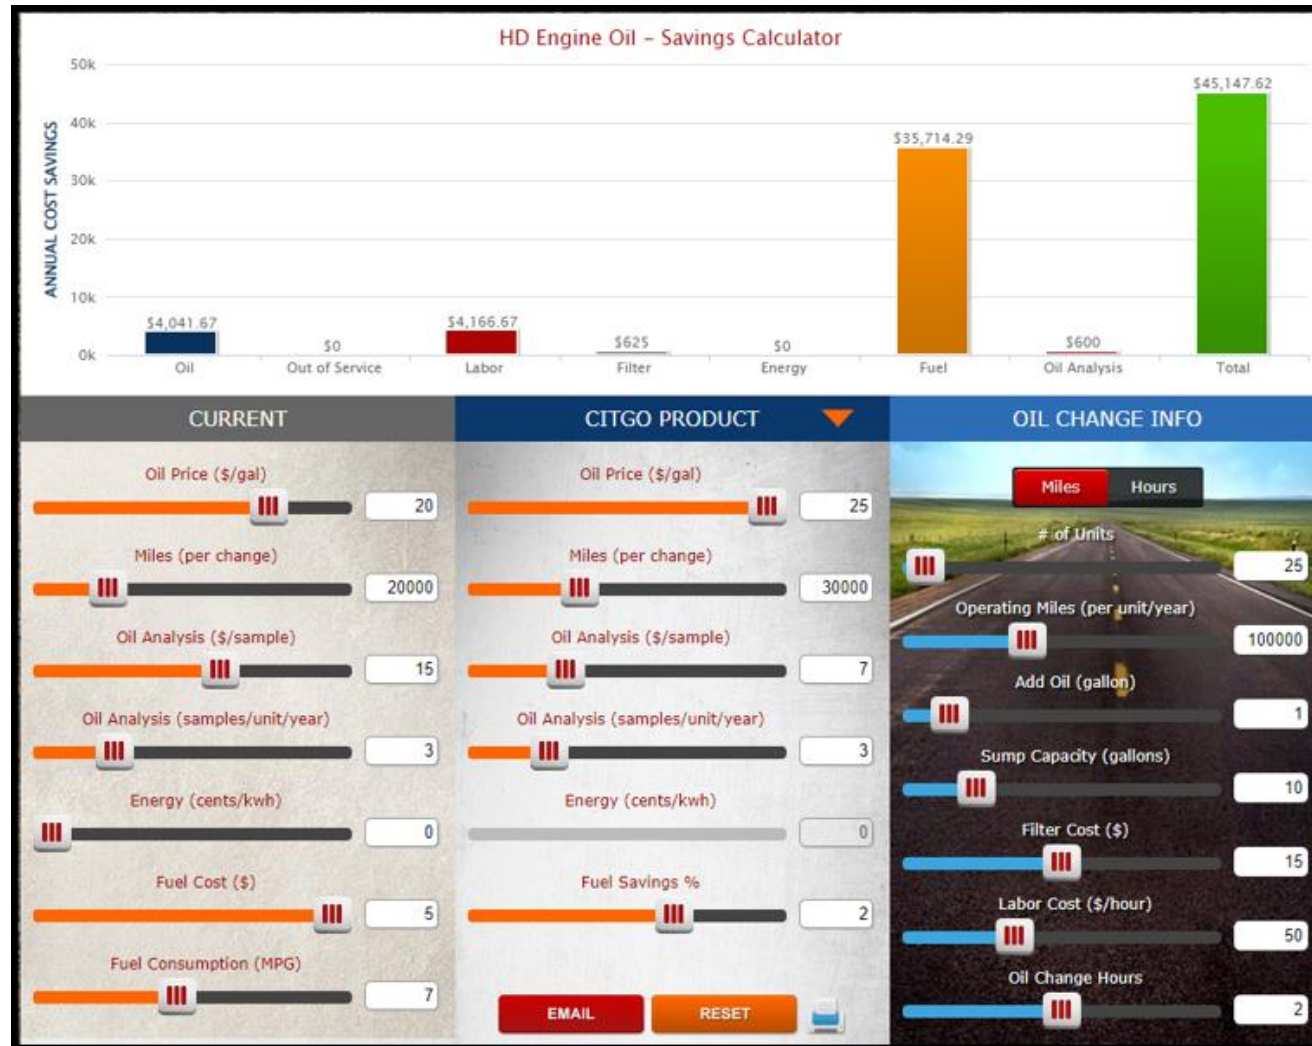 HD Engine Oil – Savings Calculator
ANNUAL COST SAVINGS
50k
40k
30k
20k
10k
0k
$4,041.67
$0
$4,166.67
$625
$0
$35,714.29
$600
$45,147.62
Oil
Out of Service
Labor
Filter
Energy
Fuel
Oil Analysis
Total
CURRENT
Oil Price ($/gal)
20
Miles (per change)
20000
Oil Analysis ($/sample)
15
Oil Analysis (samples/unit/year)
3
Energy (cents/kwh)
0
Fuel Cost ($)
5
Fuel Consumption (MPG)
7
CITGO PRODUCT
Oil Price ($/gal)
25
Miles (per change)
30000
Oil Analysis ($/sample)
7
Oil Analysis (samples/unit/year)
3
Energy (cents/kwh)
0
Fuel Savings %
2
EMAIL
RESET
OIL CHANGE INFO
Miles
Hours
# of Units
25
Operating Miles (per unit/year)
100000
Add Oil (gallon)
1
Sump Capacity (gallons)
10
Filter Cost ($)
15
Labor Cost ($/hour)
50
Oil Change Hours
2